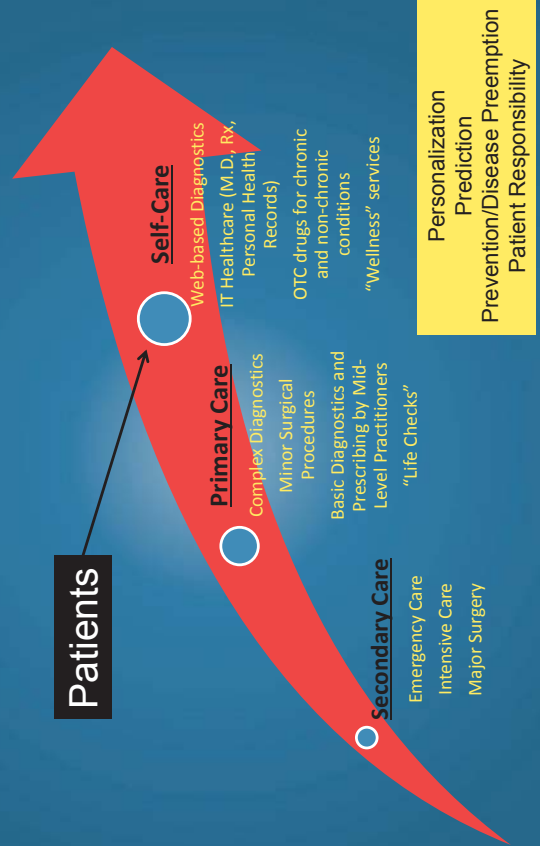 Patients
Secondary Care
Emergency Care
Intensive Care
Major Surgery
Primary Care
Complex Diagnostics
Minor Surgical
Procedures
Basic Diagnostics and
Prescribing by Mid-
Level Practitioners
“Life Checks”
Self-Care
Web-based Diagnostics
IT Healthcare (M.D., Rx,
Personal Health
Records)
OTC drugs for chronic
and non-chronic
conditions
“Wellness” services
Personalization
Prediction
Prevention/Disease Preemption
Patient Responsibility